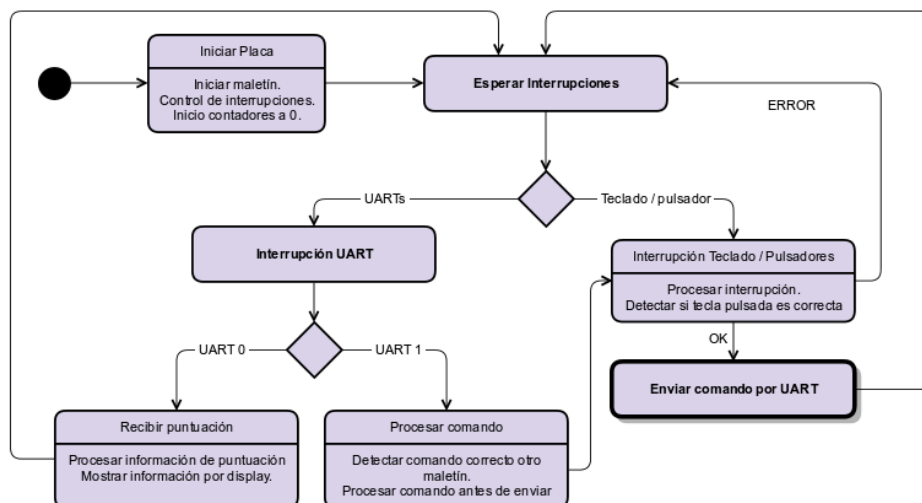 Iniciar Placa
Iniciar maletín.
Control de interrupciones.
Inicio contadores a 0.
Esperar Interrupciones
ERROR
UARTs
Teclado / pulsador
Interrupción UART
Interrupción Teclado / Pulsadores
Procesar interrupción.
Detectar si tecla pulsada es correcta
OK
UART 0
UART 1
Enviar comando por UART
Recibir puntuación
Procesar información de puntuación
Mostrar información por display.
Procesar comando
Detectar comando correcto otro
maletín.
Procesar comando antes de enviar